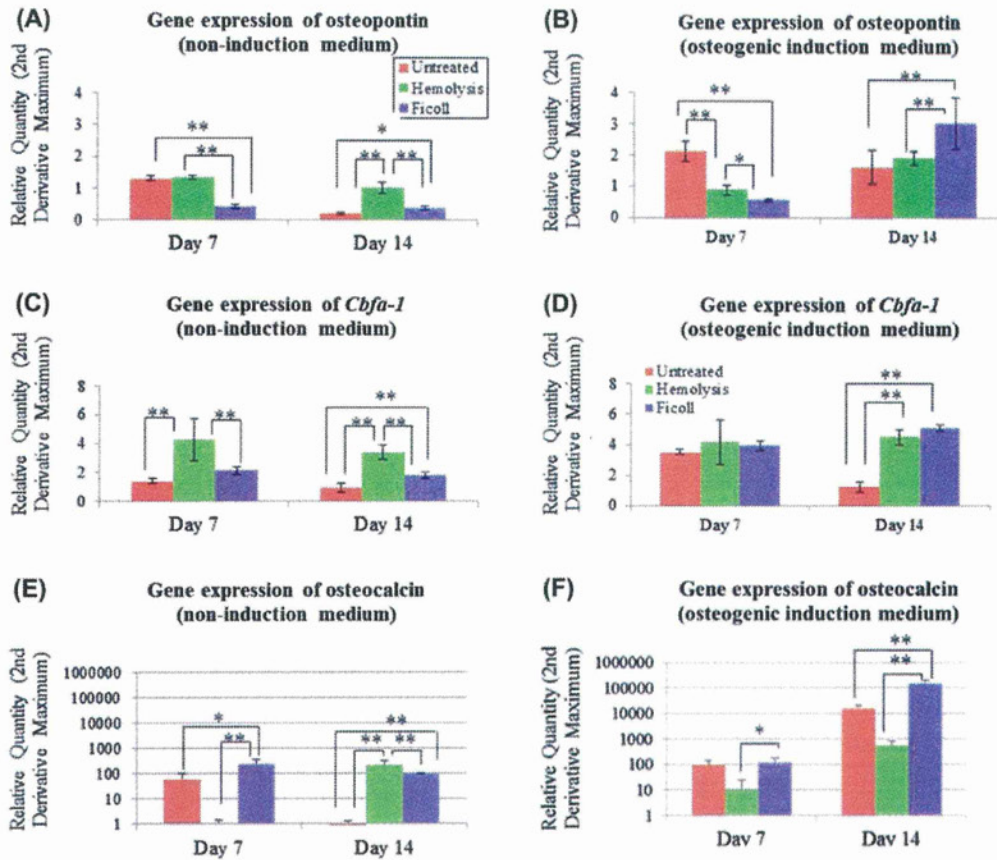 (A)
Gene expression of osteopontin
(non-induction medium)
Relative Quantity (2nd
Derivative Maximum)
Untreated
Hemolysis
Ficoll
4
3
2
1
0
**
**
*
**
**
Day 7
Day 14
(B)
Gene expression of osteopontin
(osteogenic induction medium)
Relative Quantity (2nd
Derivative Maximum)
4
3
2
1
0
**
**
*
**
**
Day 7
Day 14
(C)
Gene expression of Cbfa-1
(non-induction medium)
Relative Quantity (2nd
Derivative Maximum)
8
6
4
2
0
**
**
**
**
**
Day 7
Day 14
(D)
Gene expression of Cbfa-1
(osteogenic induction medium)
Relative Quantity (2nd
Derivative Maximum)
Untreated
Hemolysis
Ficoll
8
6
4
2
0
**
**
Day 7
Day 14
(E)
Gene expression of osteocalcin
(non-induction medium)
Relative Quantity (2nd
Derivative Maximum)
1000000
100000
10000
1000
100
10
1
*
**
**
**
**
Day 7
Day 14
(F)
Gene expression of osteocalcin
(osteogenic induction medium)
Relative Quantity (2nd
Derivative Maximum)
1000000
100000
10000
1000
100
10
1
*
**
**
Day 7
Day 14